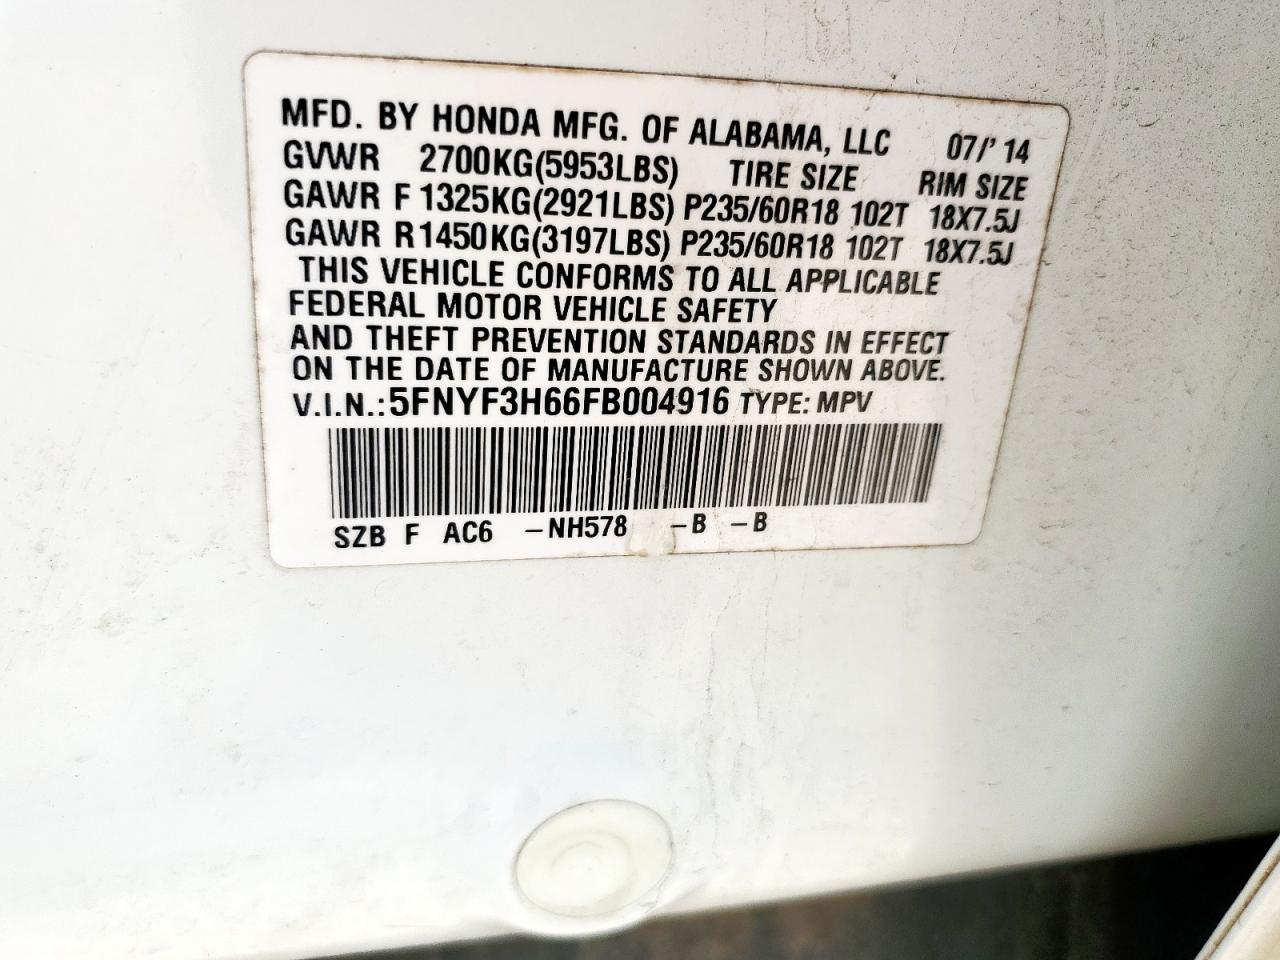 MFD. BY HONDA MFG. OF ALABAMA, LLC 07/' 14
GVWR 2700KG(5953LBS) TIRE SIZE RIM SIZE
GAWR F 1325KG(2921LBS) P235/60R18 102T 18X7.5J
GAWR R 1450KG(3197LBS) P235/60R18 102T 18X7.5J
THIS VEHICLE CONFORMS TO ALL APPLICABLE
FEDERAL MOTOR VEHICLE SAFETY
AND THEFT PREVENTION STANDARDS IN EFFECT
ON THE DATE OF MANUFACTURE SHOWN ABOVE.
V.I.N.:5FNYF3H66FB004916 TYPE: MPV
SZB F AC6 -NH578 -B -B